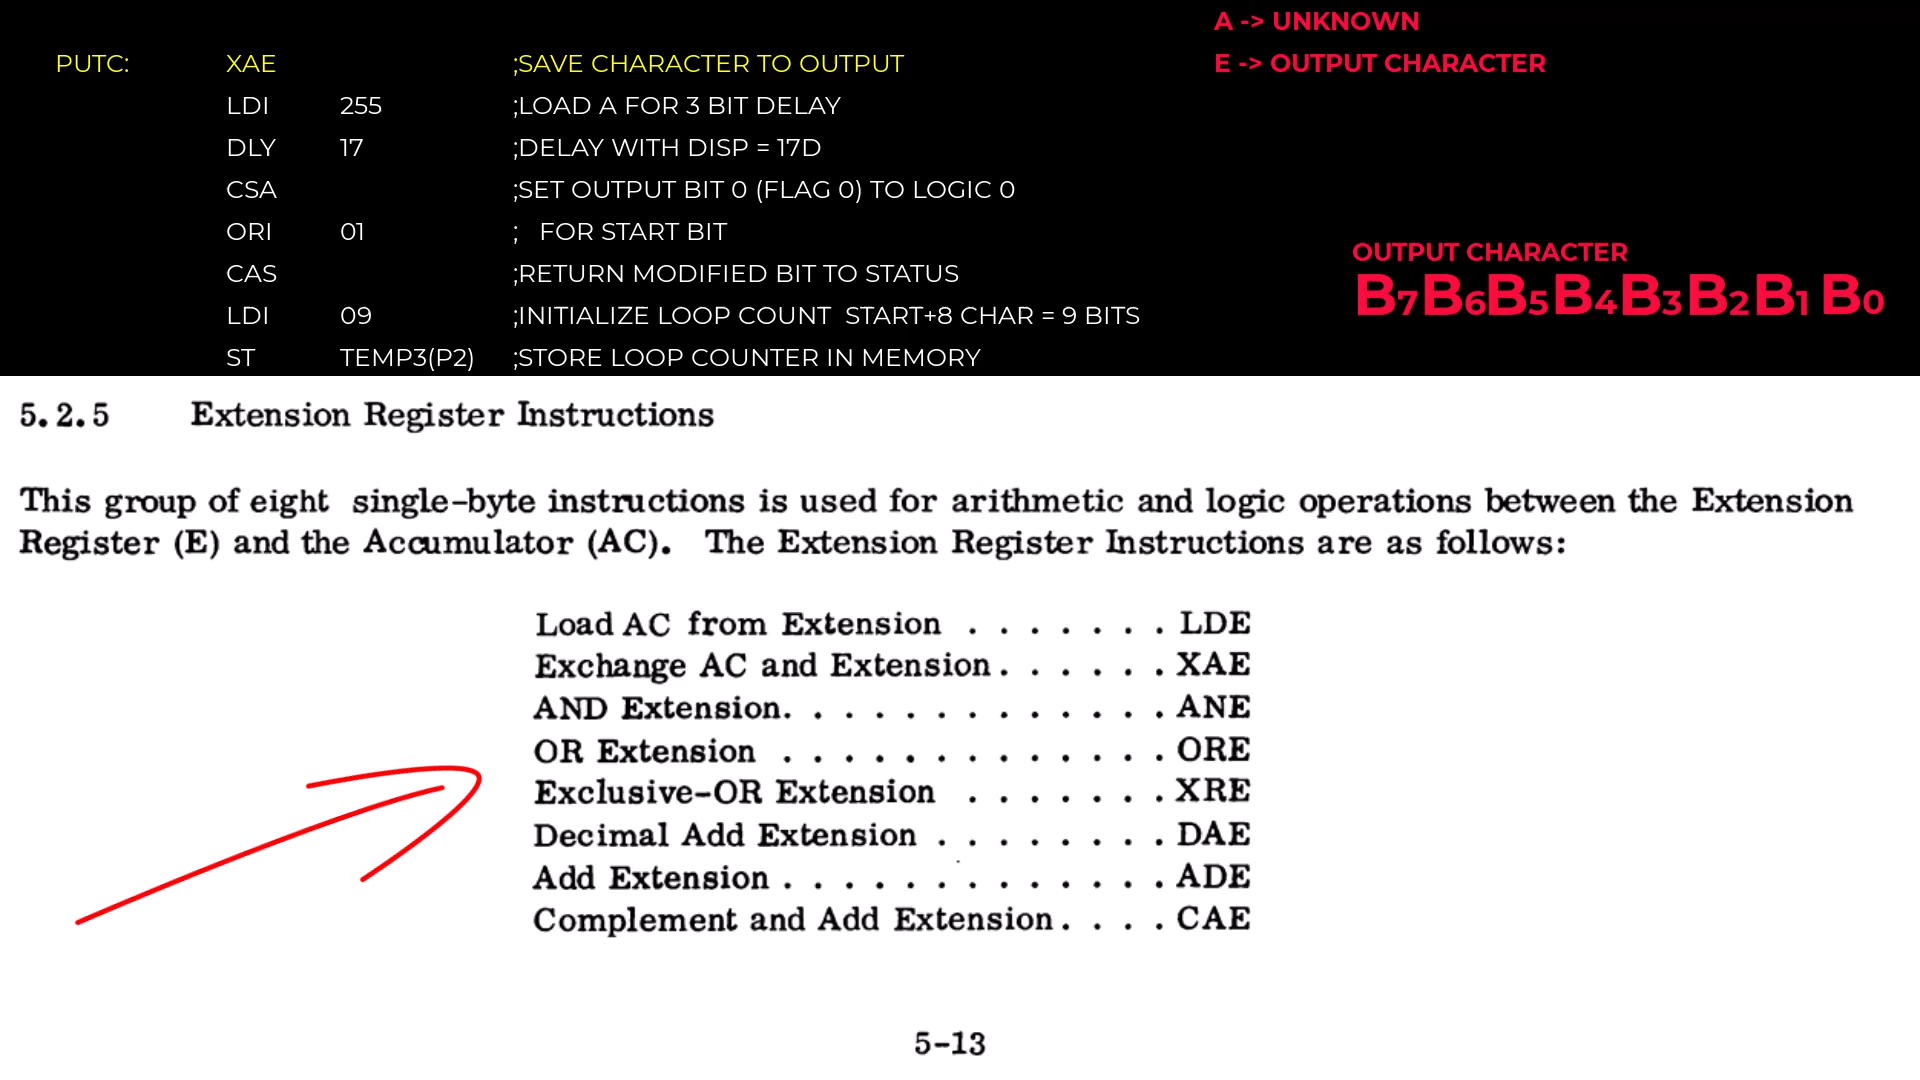 A -> UNKNOWN
PUTC: XAE ;SAVE CHARACTER TO OUTPUT E -> OUTPUT CHARACTER
LDI 255 ;LOAD A FOR 3 BIT DELAY
DLY 17 ;DELAY WITH DISP = 17D
CSA ;SET OUTPUT BIT 0 (FLAG 0) TO LOGIC 0
ORI 01 ; FOR START BIT
OUTPUT CHARACTER
CAS ;RETURN MODIFIED BIT TO STATUS
B7B6B5B4B3B2B1 B0
LDI 09 ;INITIALIZE LOOP COUNT START+8 CHAR = 9 BITS
ST TEMP3(P2) ;STORE LOOP COUNTER IN MEMORY
5.2.5 Extension Register Instructions
This group of eight single-byte instructions is used for arithmetic and logic operations between the Extension
Register (E) and the Accumulator (AC). The Extension Register Instructions are as follows:
Load AC from Extension . . . . . . . LDE
Exchange AC and Extension . . . . . . XAE
AND Extension. . . . . . . . . . . . . ANE
OR Extension . . . . . . . . . . . . . ORE
Exclusive-OR Extension . . . . . . . XRE
Decimal Add Extension . . . . . . . . DAE
Add Extension . . . . . . . . . . . . . ADE
Complement and Add Extension . . . . CAE
5-13